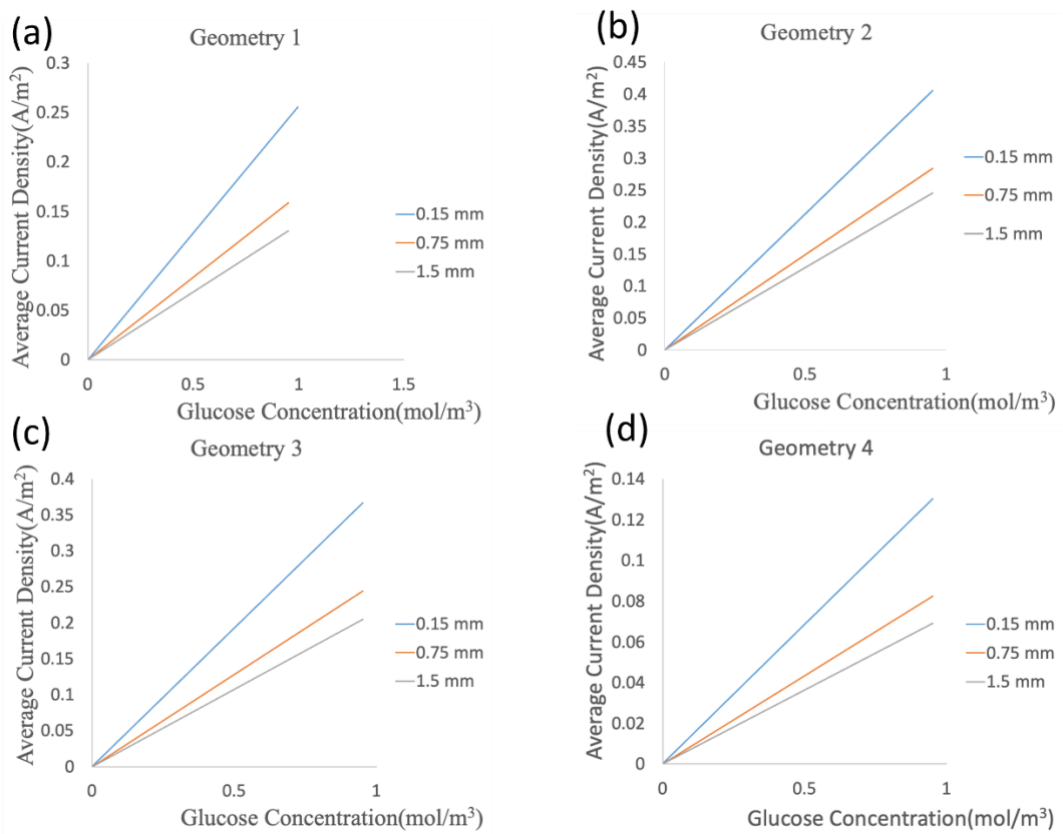 (a)
Geometry 1
Average Current Density(A/m²)
0.3
0.25
0.2
0.15
0.1
0.05
0
0 0.5 1 1.5
Glucose Concentration(mol/m³)
0.15 mm
0.75 mm
1.5 mm
(b)
Geometry 2
Average Current Density(A/m²)
0.45
0.4
0.35
0.3
0.25
0.2
0.15
0.1
0.05
0
0 0.5 1
Glucose Concentration(mol/m³)
0.15 mm
0.75 mm
1.5 mm
(c)
Geometry 3
Average Current Density(A/m²)
0.4
0.35
0.3
0.25
0.2
0.15
0.1
0.05
0
0 0.5 1
Glucose Concentration(mol/m³)
0.15 mm
0.75 mm
1.5 mm
(d)
Geometry 4
Average Current Density(A/m²)
0.14
0.12
0.1
0.08
0.06
0.04
0.02
0
0 0.5 1
Glucose Concentration(mol/m³)
0.15 mm
0.75 mm
1.5 mm